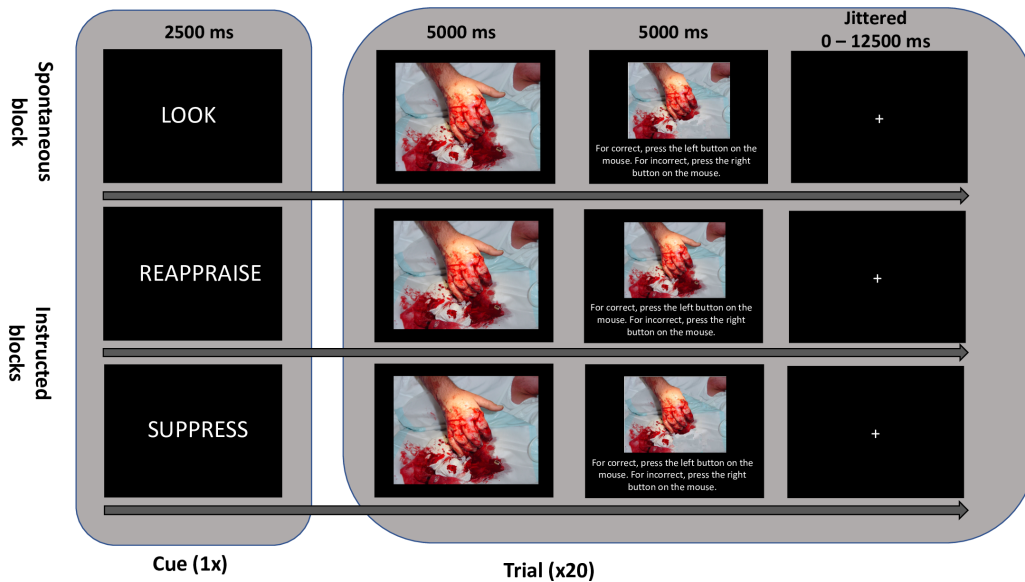 2500 ms
5000 ms
5000 ms
Jittered
0 – 12500 ms
Spontaneous
block
LOOK
For correct, press the left button on the
mouse. For incorrect, press the right
button on the mouse.
+
Instructed
blocks
REAPPRAISE
For correct, press the left button on the
mouse. For incorrect, press the right
button on the mouse.
+
SUPPRESS
For correct, press the left button on the
mouse. For incorrect, press the right
button on the mouse.
+
Cue (1x)
Trial (x20)